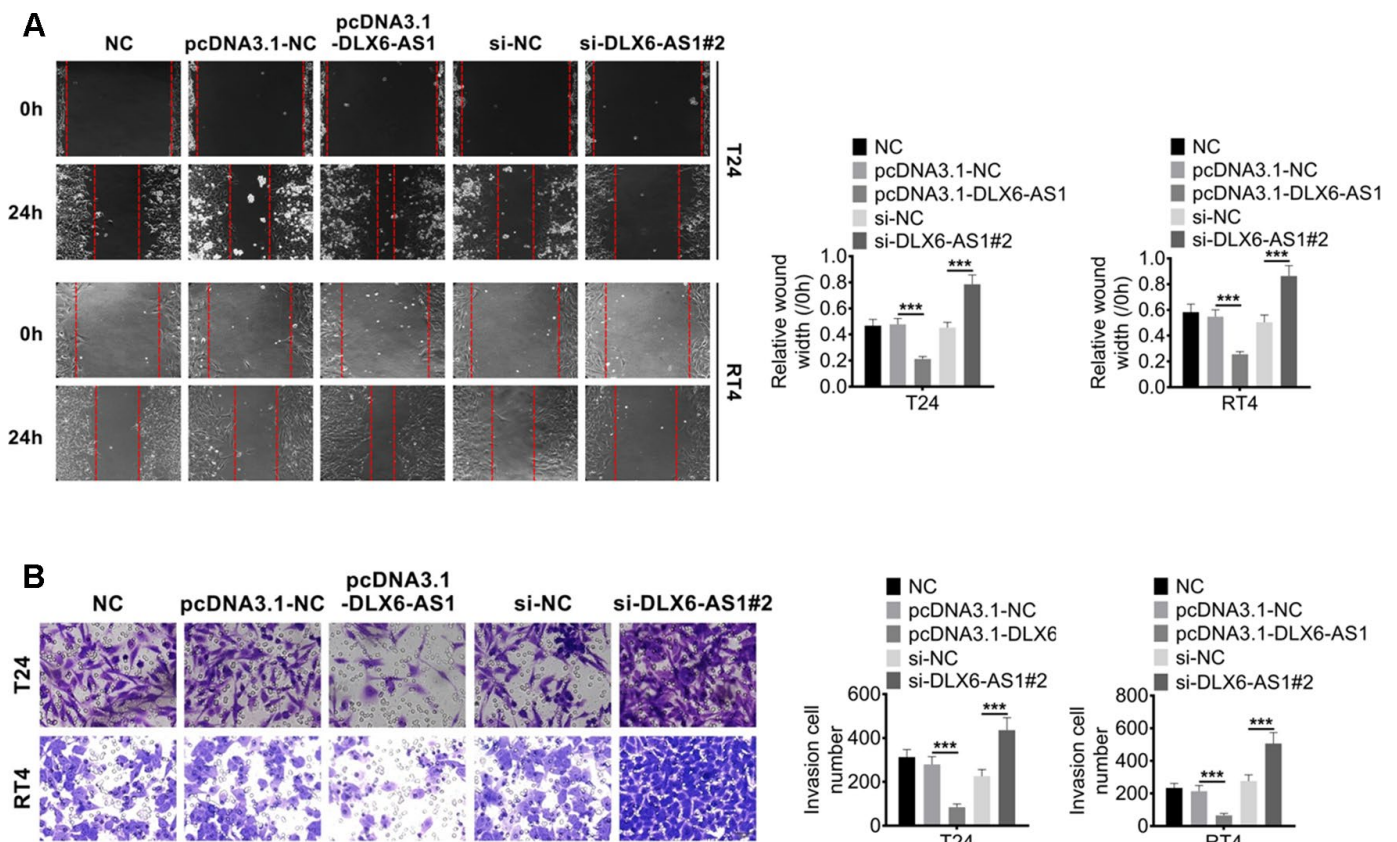 A
NC
pcDNA3.1-NC
pcDNA3.1
-DLX6-AS1
si-NC
si-DLX6-AS1#2
0h
24h
T24
0h
24h
RT4
NC
pcDNA3.1-NC
pcDNA3.1-DLX6-AS1
si-NC
si-DLX6-AS1#2
Relative wound
width (/0h)
1.0
0.8
0.6
0.4
0.2
0.0
***
***
T24
NC
pcDNA3.1-NC
pcDNA3.1-DLX6-AS1
si-NC
si-DLX6-AS1#2
Relative wound
width (/0h)
1.0
0.8
0.6
0.4
0.2
0.0
***
***
RT4
B
NC
pcDNA3.1-NC
pcDNA3.1
-DLX6-AS1
si-NC
si-DLX6-AS1#2
T24
RT4
NC
pcDNA3.1-NC
pcDNA3.1-DLX6
si-NC
si-DLX6-AS1#2
Invasion cell
number
600
400
200
0
***
***
T24
NC
pcDNA3.1-NC
pcDNA3.1-DLX6-AS1
si-NC
si-DLX6-AS1#2
Invasion cell
number
800
600
400
200
0
***
***
RT4